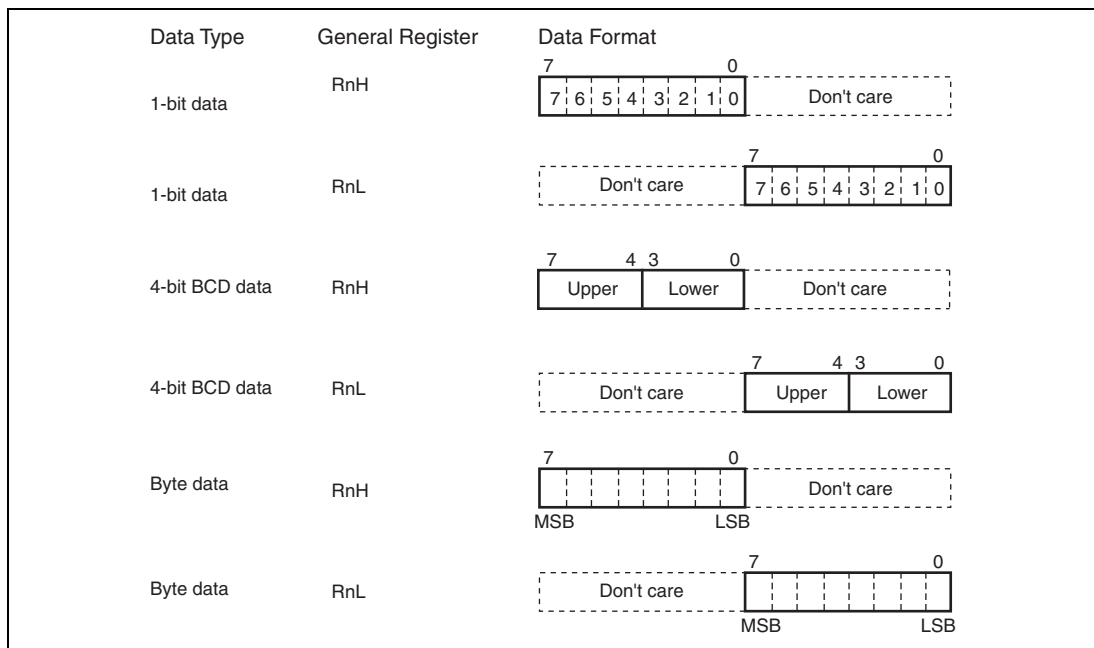 Data Type General Register Data Format
7 0
1-bit data RnH 7 6 5 4 3 2 1 0 Don't care
7 0
1-bit data RnL Don't care 7 6 5 4 3 2 1 0
7 4 3 0
4-bit BCD data RnH Upper Lower Don't care
7 4 3 0
4-bit BCD data RnL Don't care Upper Lower
7 0
Byte data RnH Don't care
MSB LSB
7 0
Byte data RnL Don't care
MSB LSB